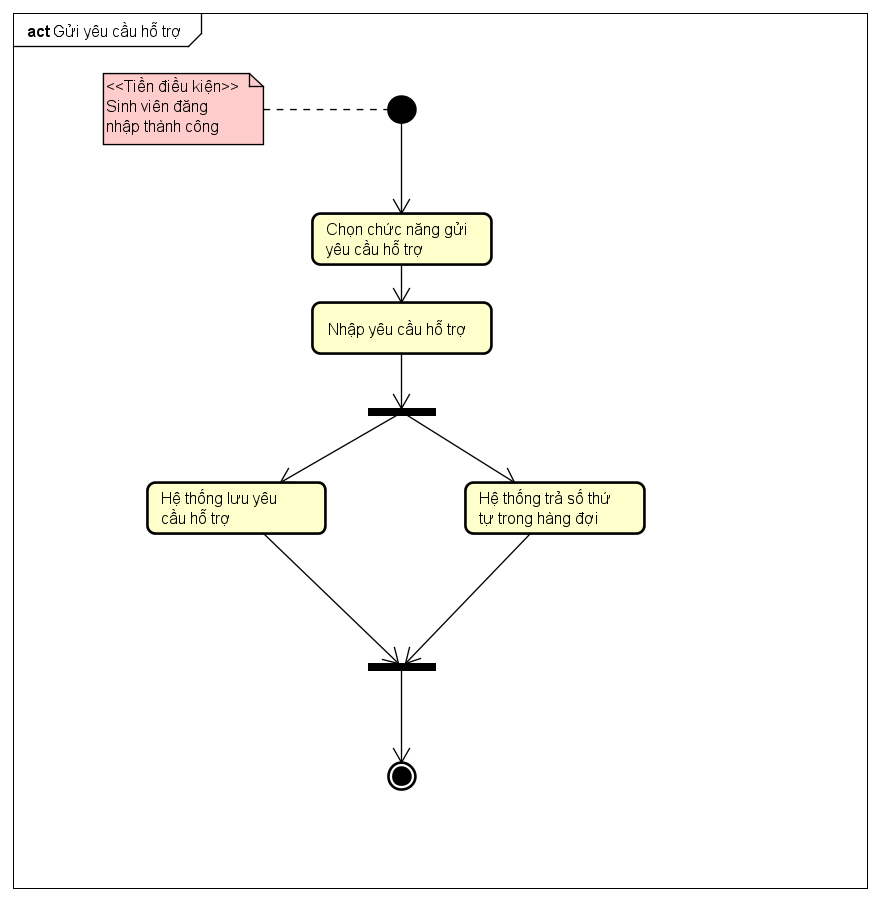 act Gửi yêu cầu hỗ trợ
<<Tiền điều kiện>>
Sinh viên đăng
nhập thành công
Chọn chức năng gửi
yêu cầu hỗ trợ
Nhập yêu cầu hỗ trợ
Hệ thống lưu yêu
cầu hỗ trợ
Hệ thống trả số thứ
tự trong hàng đợi